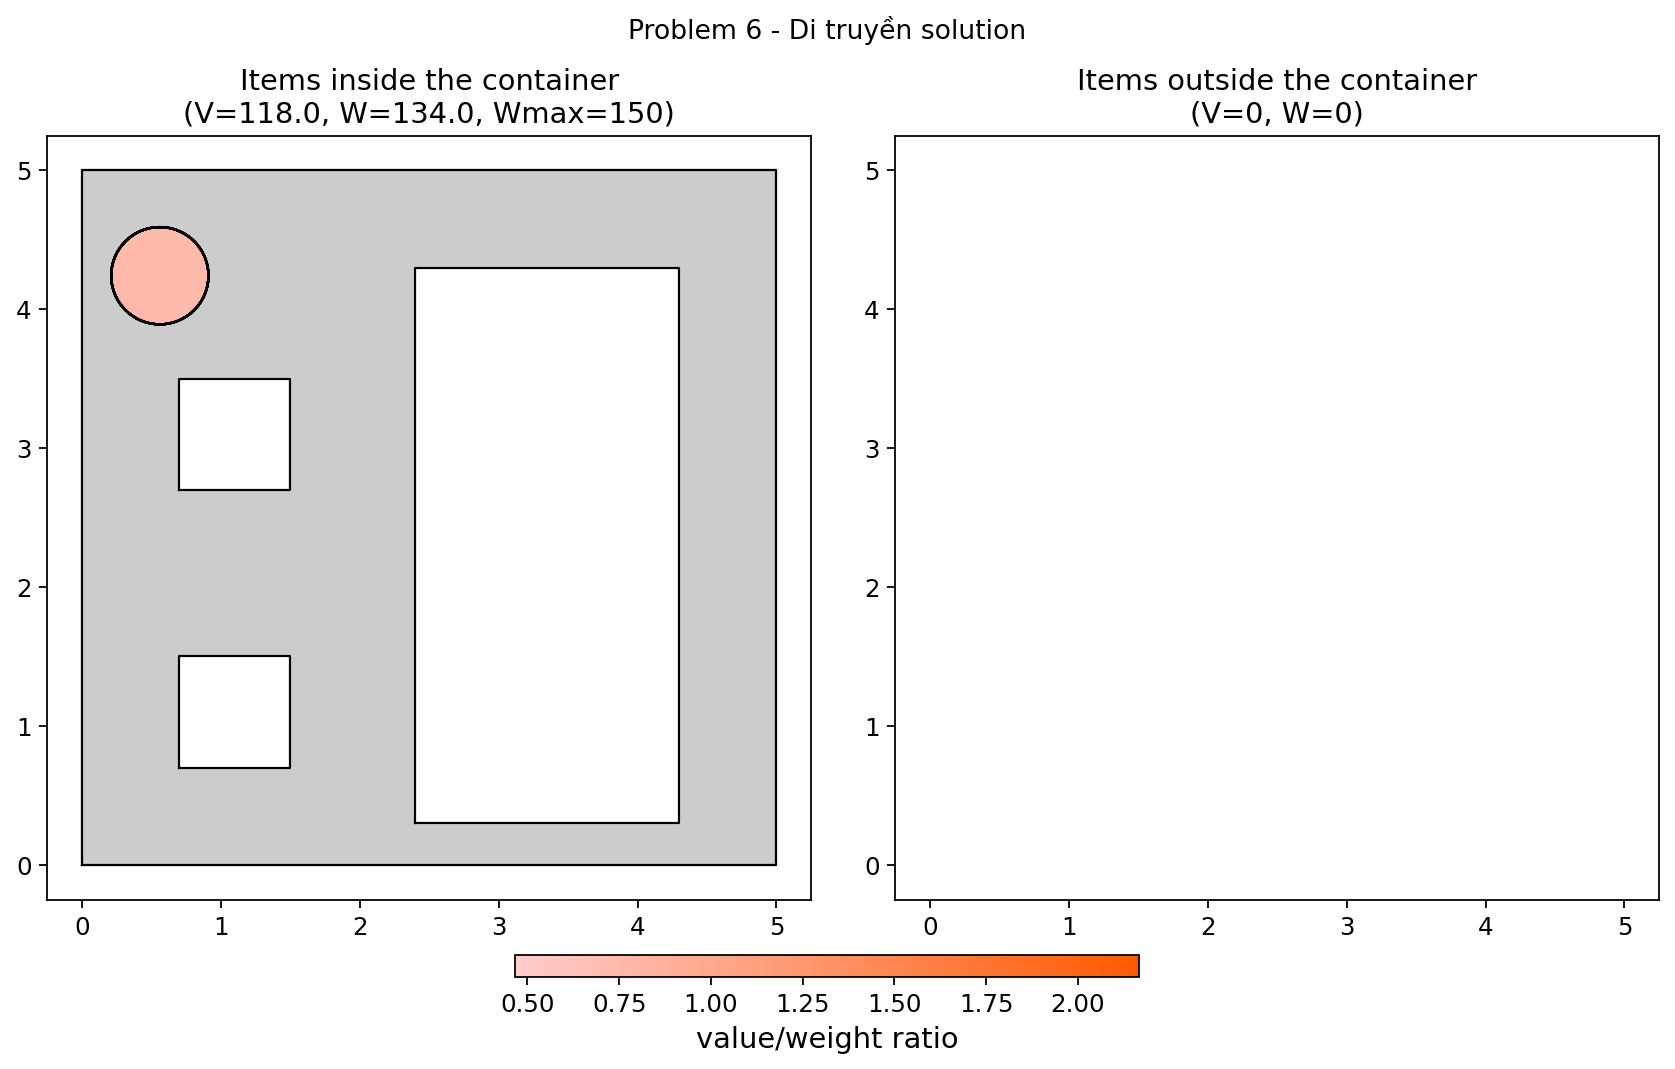 Problem 6 - Di truyền solution
Items inside the container
(V=118.0, W=134.0, Wmax=150)
Items outside the container
(V=0, W=0)
5
4
3
2
1
0
0 1 2 3 4 5
5
4
3
2
1
0
0 1 2 3 4 5
0.50 0.75 1.00 1.25 1.50 1.75 2.00
value/weight ratio